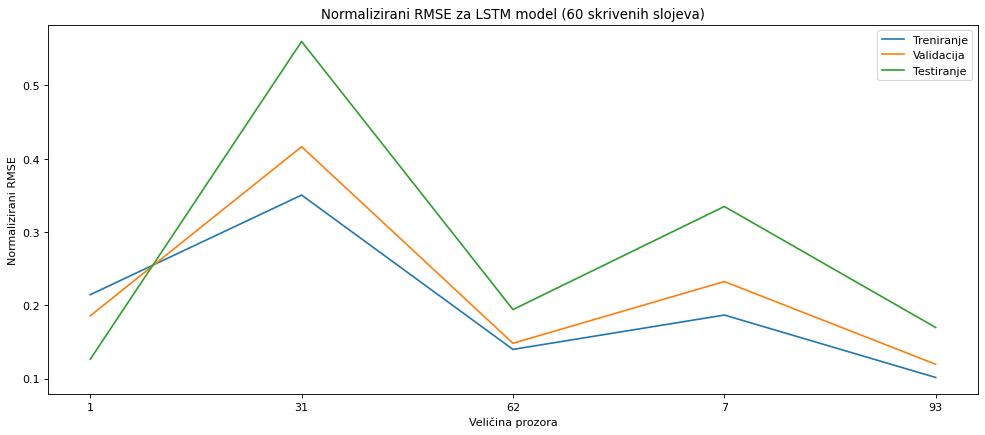 Normalizirani RMSE za LSTM model (60 skrivenih slojeva)
Treniranje
Validacija
Testiranje
Normalizirani RMSE
0.5
0.4
0.3
0.2
0.1
1 31 62 7 93
Veličina prozora